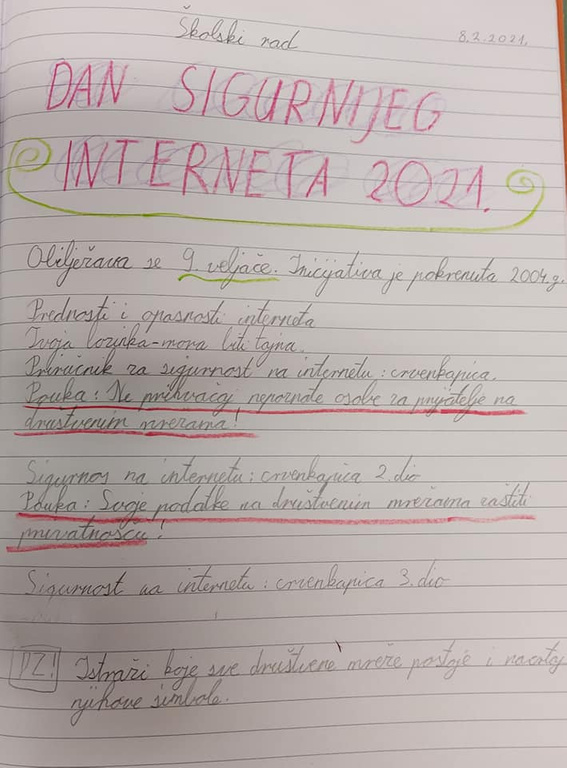 Školski rad
8.2.2021.
DAN SIGURNIJEG
INTERNETA 2021.
Obilježava se 9. veljače. Inicijativa je pokrenuta 2004.g.
Prednosti i opasnosti interneta
Tvoja lozinka-mora biti tajna.
Priručnik za sigurnost na internetu: crvenkapica.
Pouka: Ne prihvaćaj nepoznate osobe za prijatelje na
društvenim mrežama!
Sigurnos na internetu: crvenkapica 2. dio
Pouka: Svoje podatke na društvenim mrežama zaštiti
privatnošću!
Sigurnost na internetu: crvenkapica 3. dio
DZ! Istraži koje sve društvene mreže postoje i nacrtaj
njihove simbole.